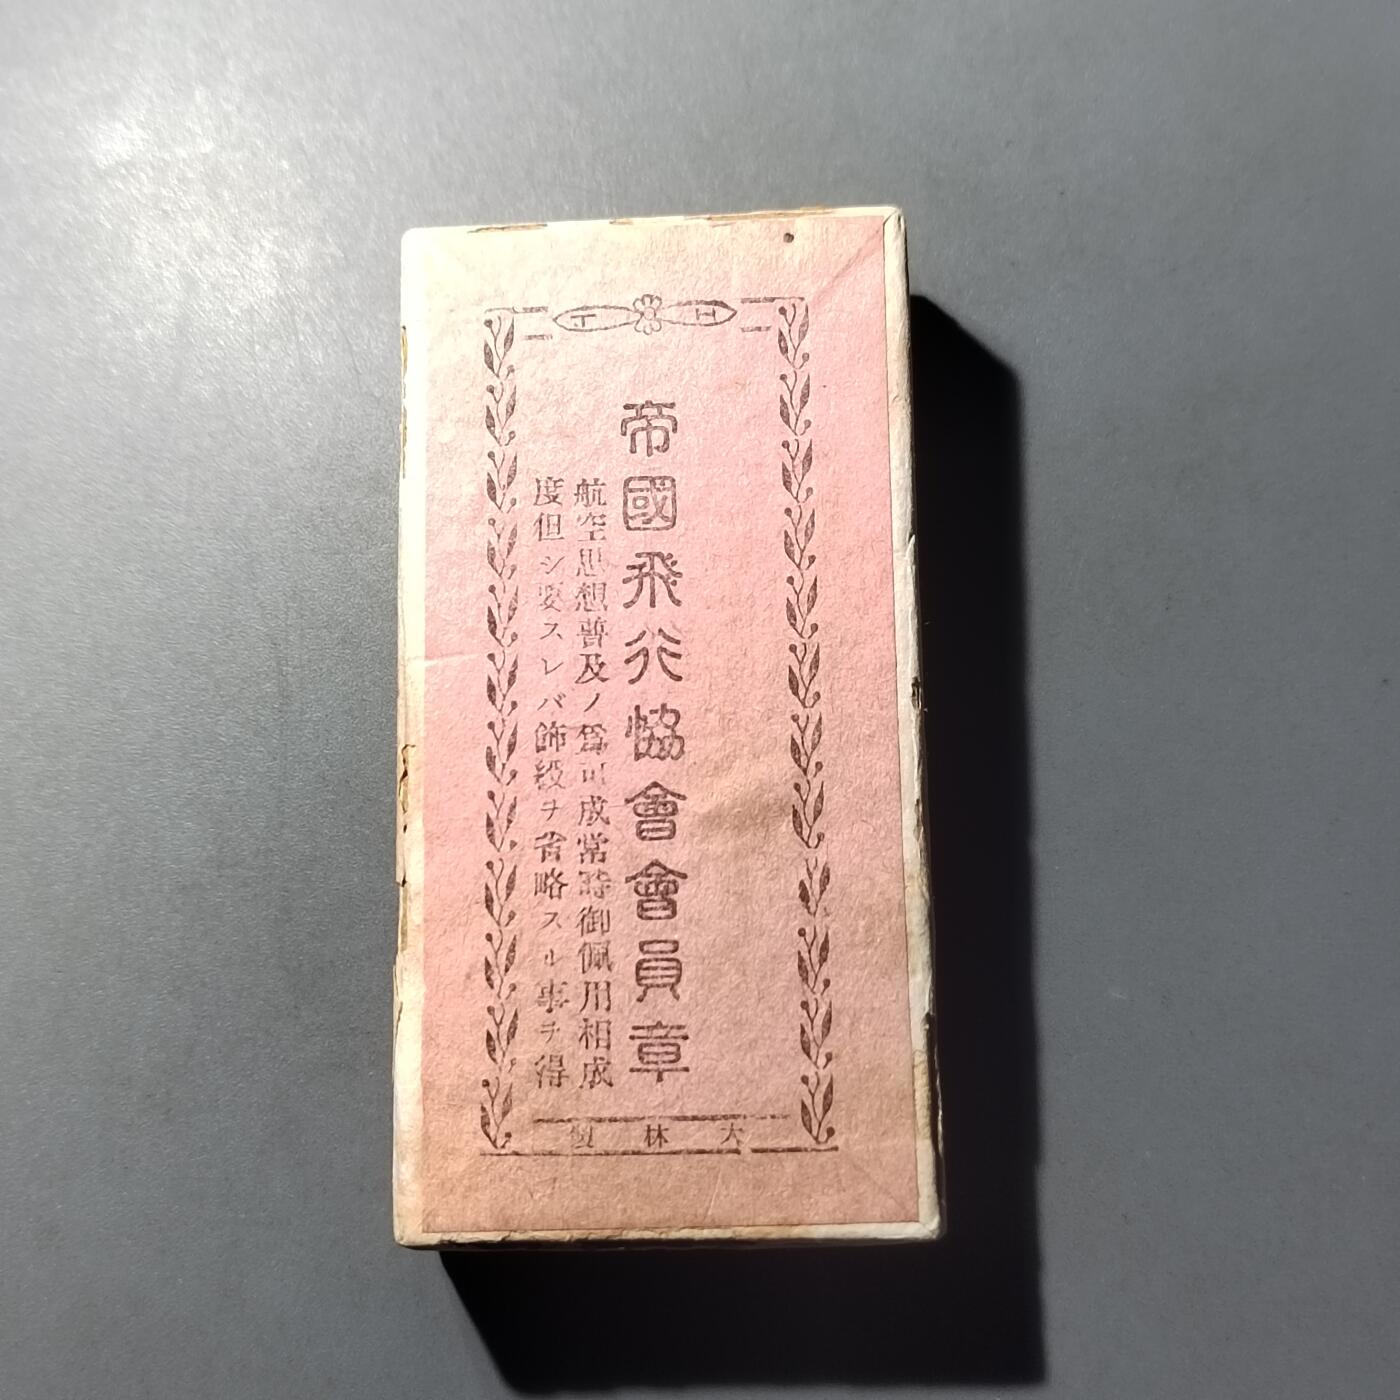 帝國飛行協會會員章
航空思想普及ノ爲可成常時御佩用相成
度但シ要スレバ飾綬ヲ省略スル事ヲ得
大林製